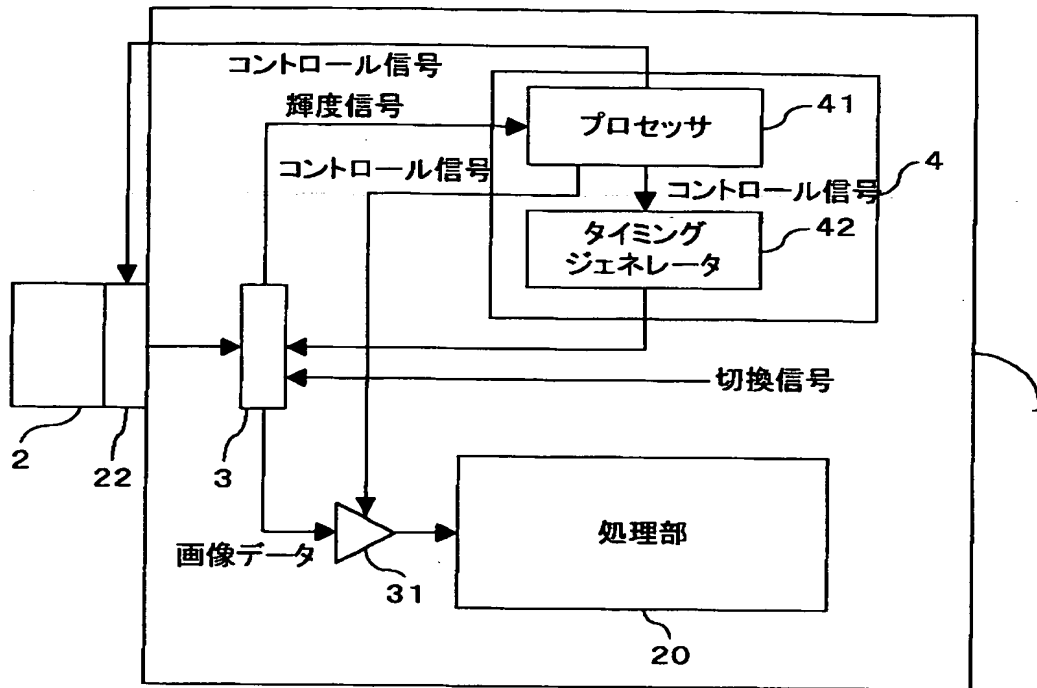 コントロール信号
輝度信号
プロセッサ
41
コントロール信号
コントロール信号
4
タイミング
ジェネレータ
42
切換信号
2
22
3
画像データ
31
処理部
20